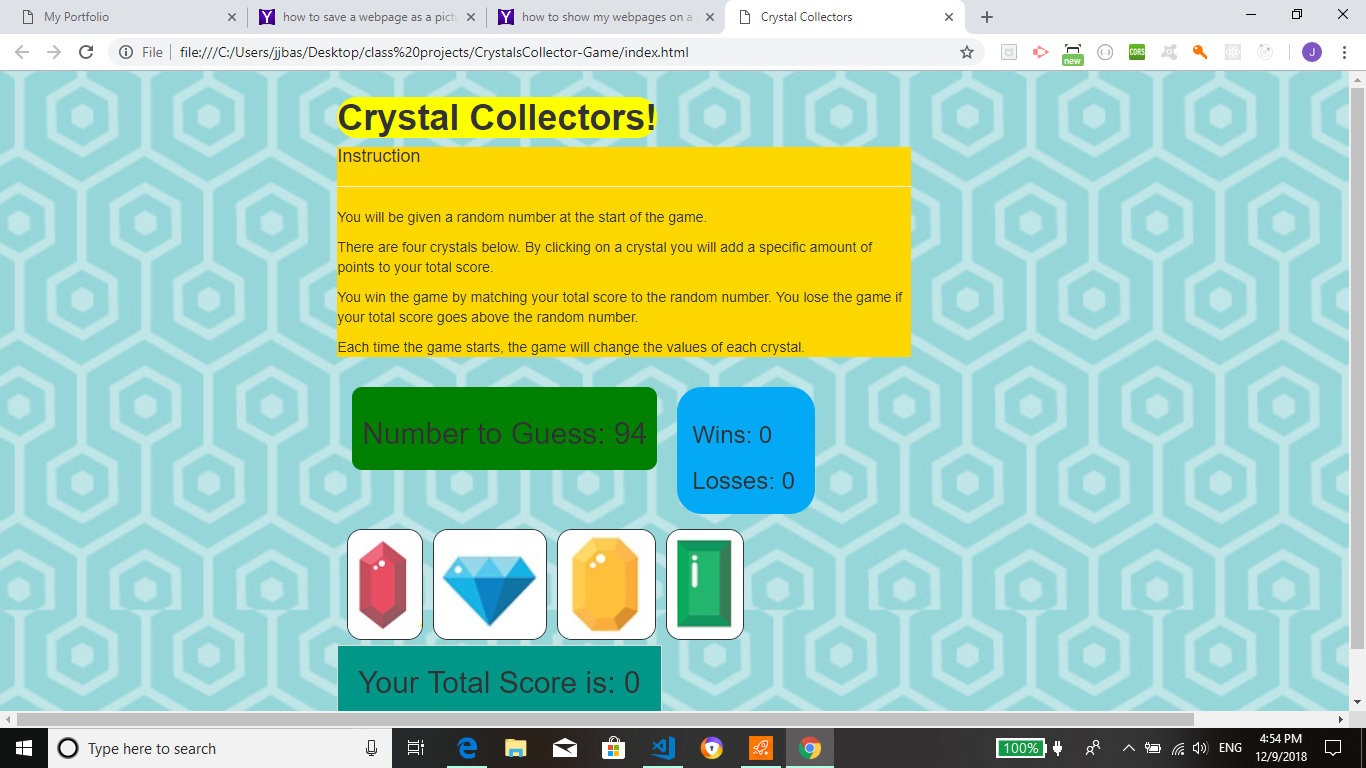 My Portfolio
how to save a webpage as a pictu
how to show my webpages on a
Crystal Collectors
File
file:///C:/Users/jjbas/Desktop/class%20projects/CrystalsCollector-Game/index.html
CORS
new
J
Crystal Collectors!
Instruction
You will be given a random number at the start of the game.
There are four crystals below. By clicking on a crystal you will add a specific amount of
points to your total score.
You win the game by matching your total score to the random number. You lose the game if
your total score goes above the random number.
Each time the game starts, the game will change the values of each crystal.
Number to Guess: 94
Wins: 0
Losses: 0
Your Total Score is: 0
Type here to search
100%
ENG
4:54 PM
12/9/2018